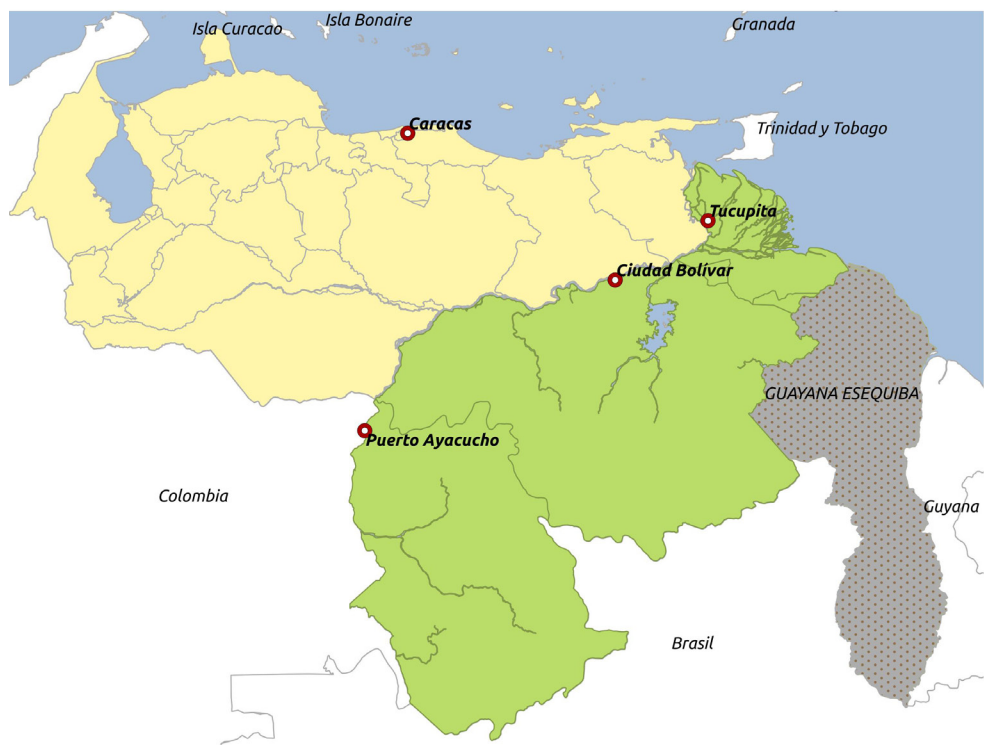 Isla Curacao
Isla Bonaire
Granada
Caracas
Trinidad y Tobago
Tucupita
Ciudad Bolívar
GUAYANA ESEQUIBA
Puerto Ayacucho
Colombia
Guyana
Brasil